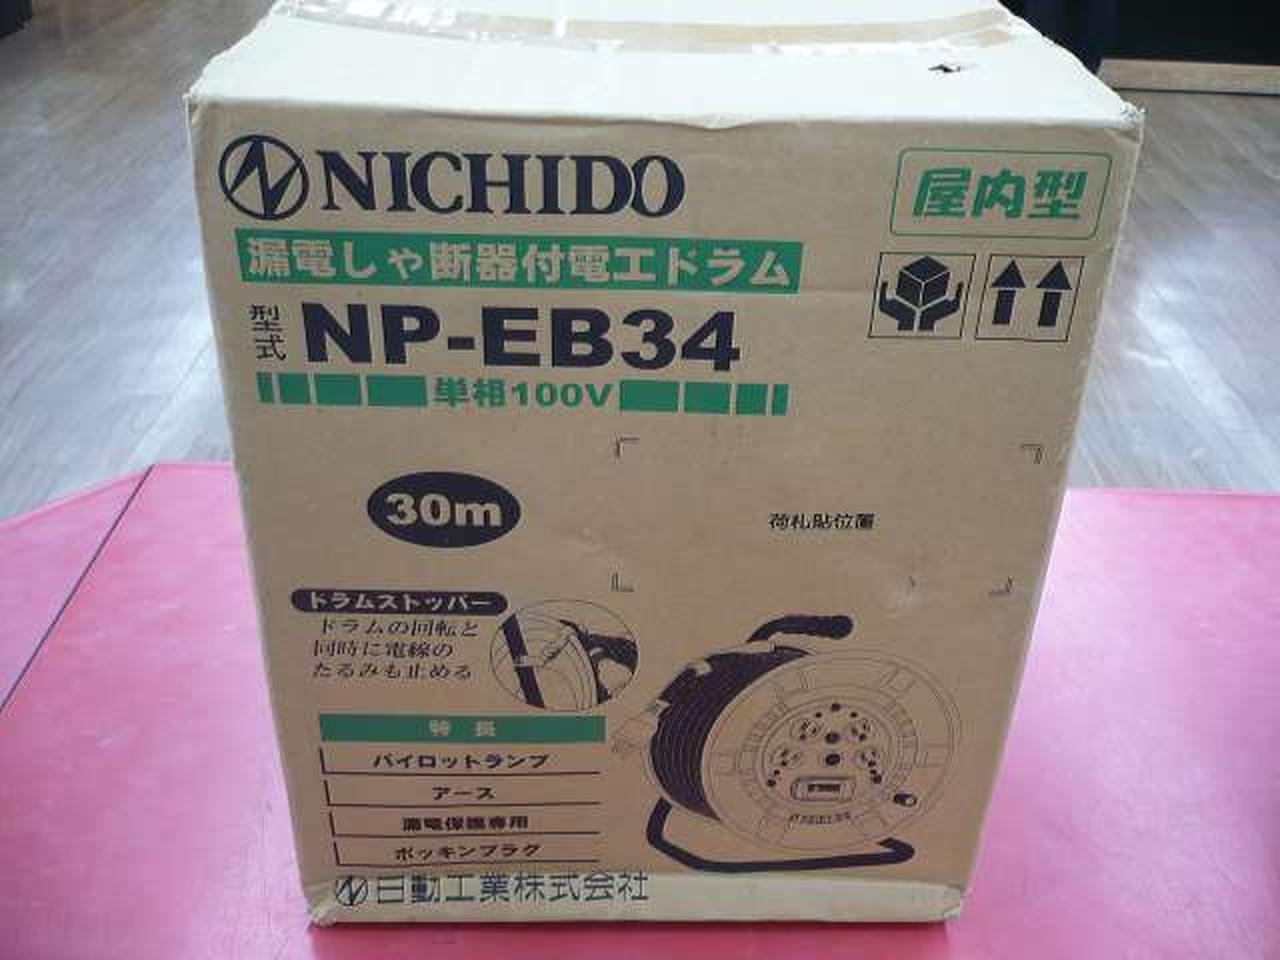 NICHIDO
屋内型
漏電しゃ断器付電工ドラム
型式 NP-EB34
単相100V
30m
荷札貼位置
ドラムストッパー
ドラムの回転と
同時に電線の
たるみも止める
特長
パイロットランプ
アース
漏電保護専用
ポッキンプラグ
日動工業株式会社